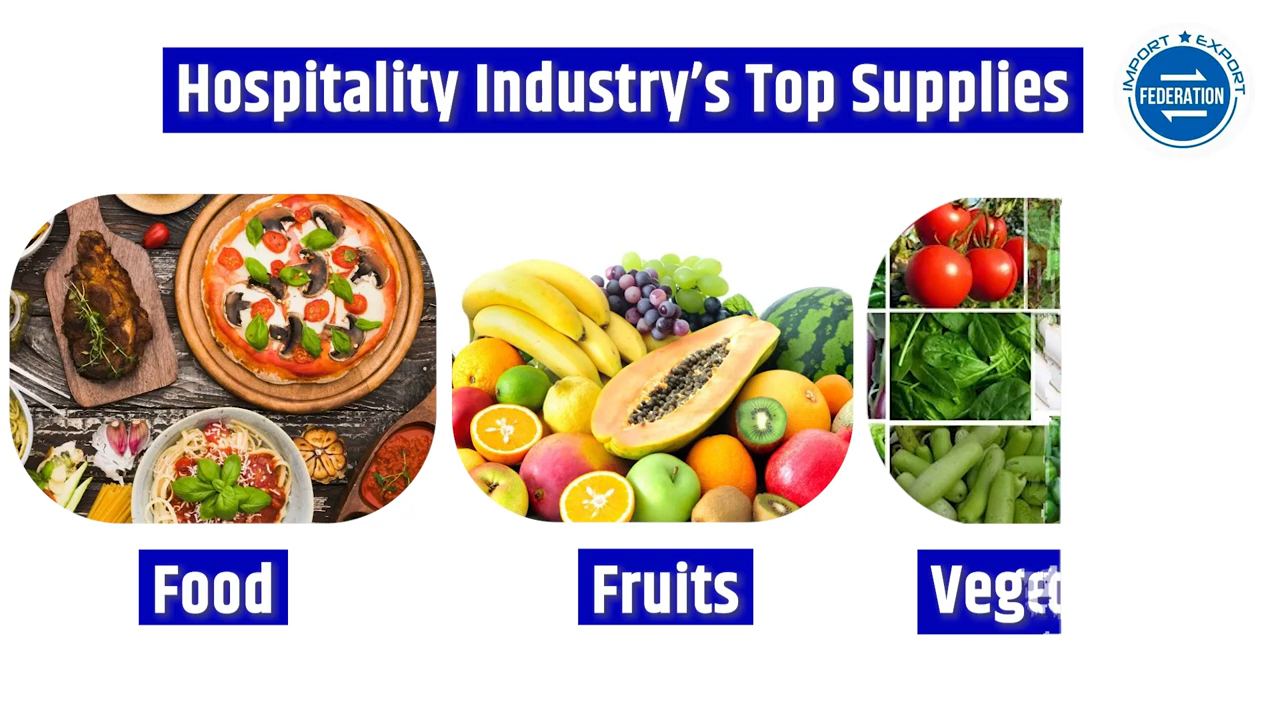 Hospitality Industry's Top Supplies
IMPORT ★ EXPORT
FEDERATION
Food
Fruits